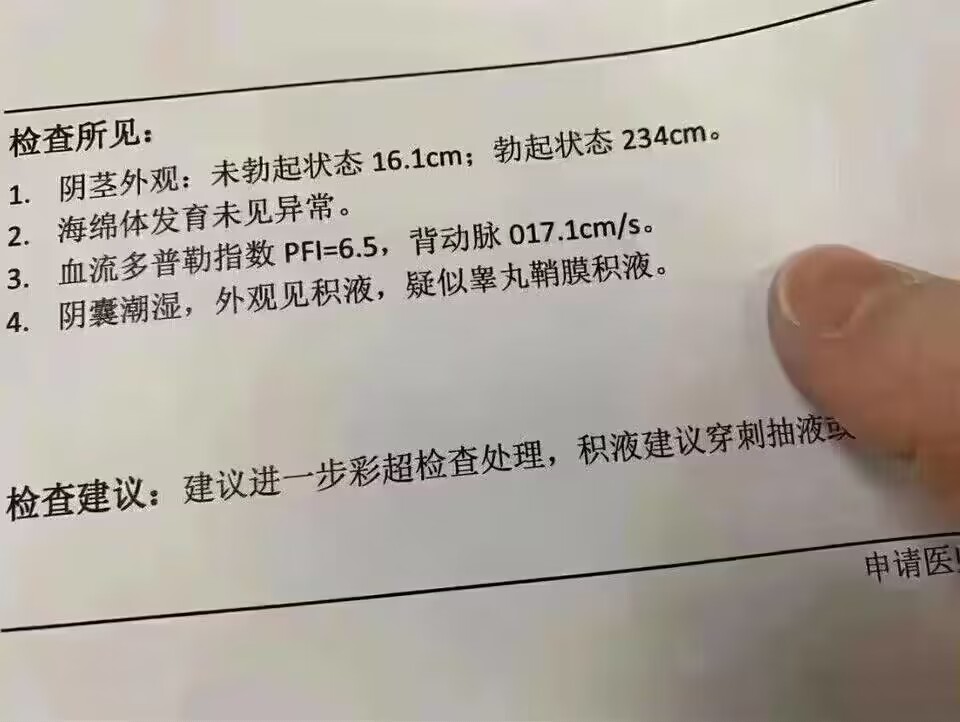 检查所见：
1. 阴茎外观：未勃起状态 16.1cm；勃起状态 234cm。
2. 海绵体发育未见异常。
3. 血流多普勒指数 PFI=6.5，背动脉 017.1cm/s。
4. 阴囊潮湿，外观见积液，疑似睾丸鞘膜积液。
检查建议：建议进一步彩超检查处理，积液建议穿刺抽液或
申请医